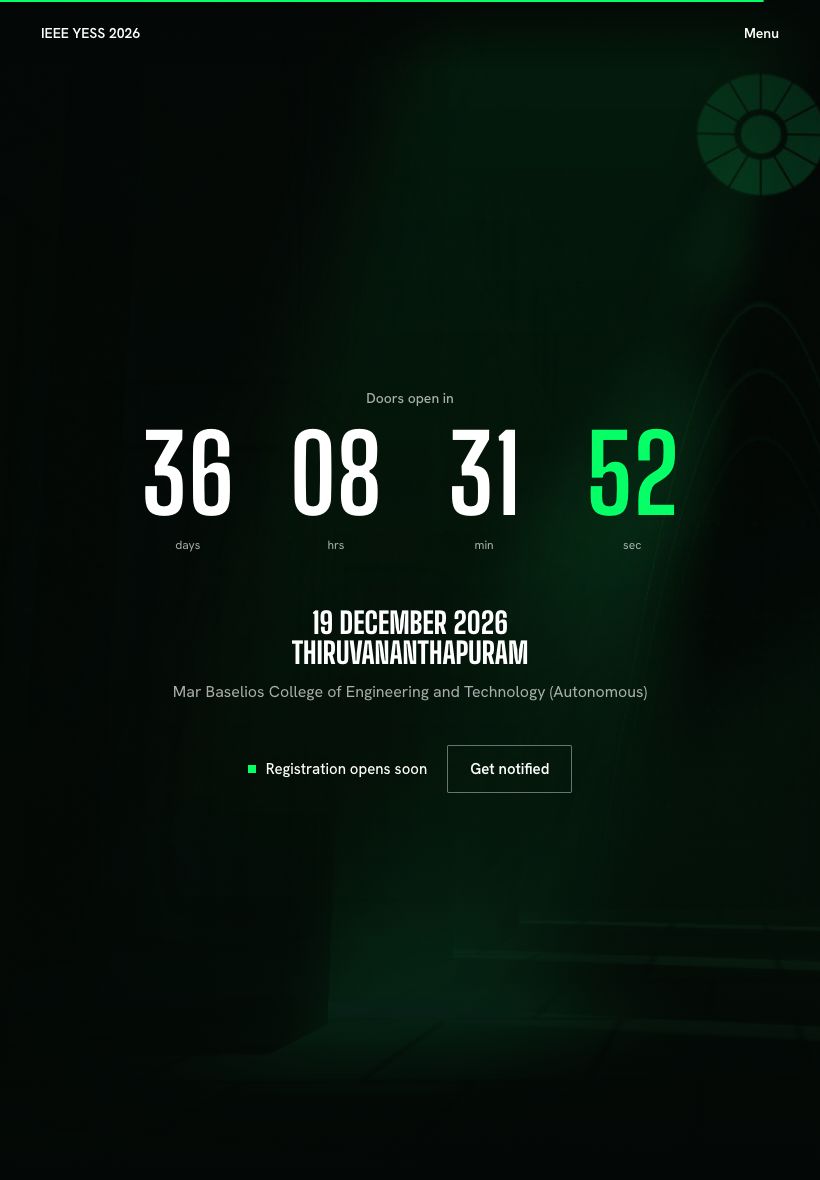 IEEE YESS 2026
Menu
Doors open in
36 08 31 52
days hrs min sec
19 DECEMBER 2026
THIRUVANANTHAPURAM
Mar Baselios College of Engineering and Technology (Autonomous)
Registration opens soon
Get notified